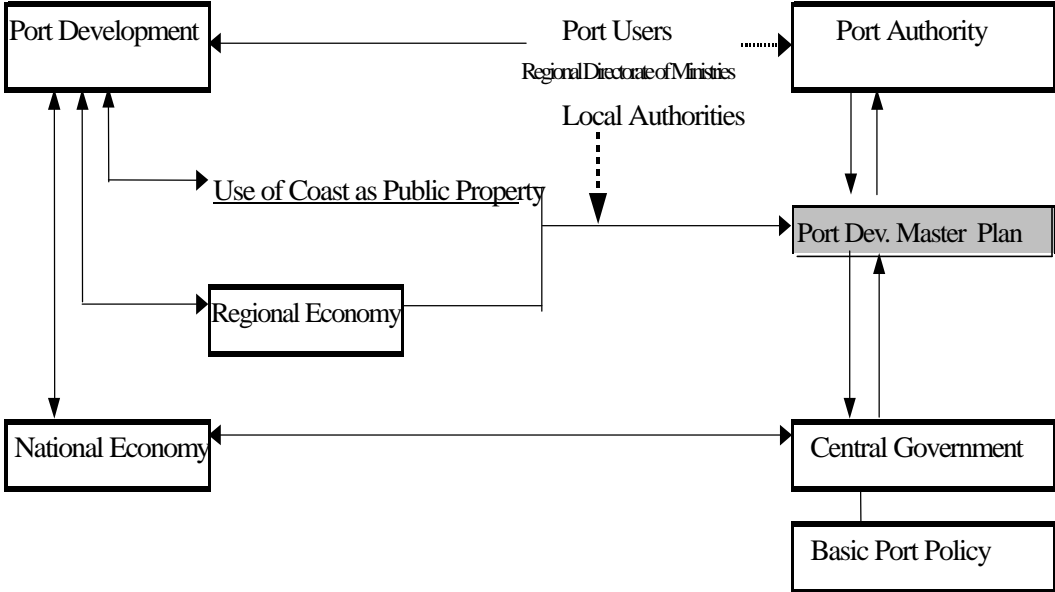 Port Development
Port Users
Port Authority
Regional Directorate of Ministries
Local Authorities
Use of Coast as Public Property
Port Dev. Master Plan
Regional Economy
National Economy
Central Government
Basic Port Policy